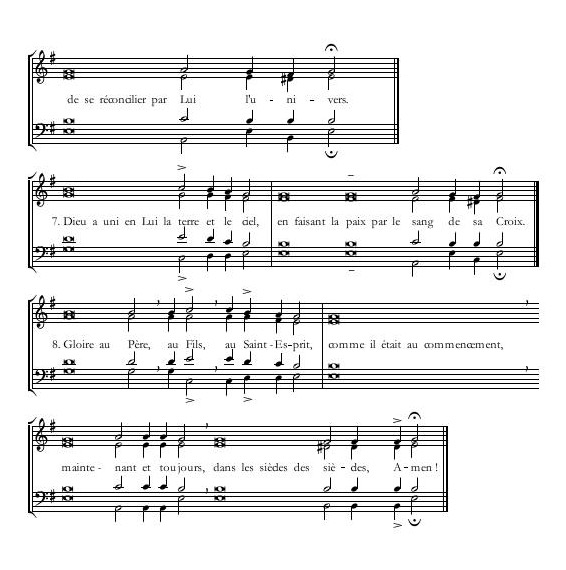 de se réconcilier par Lui l'u - ni - vers.
7. Dieu a uni en Lui la terre et le ciel, en faisant la paix par le sang de sa Croix.
8. Gloire au Père, au Fils, au Saint-Es-prit, comme il était au commencement,
mainte - nant et toujours, dans les siècles des siè - cles, A-men !